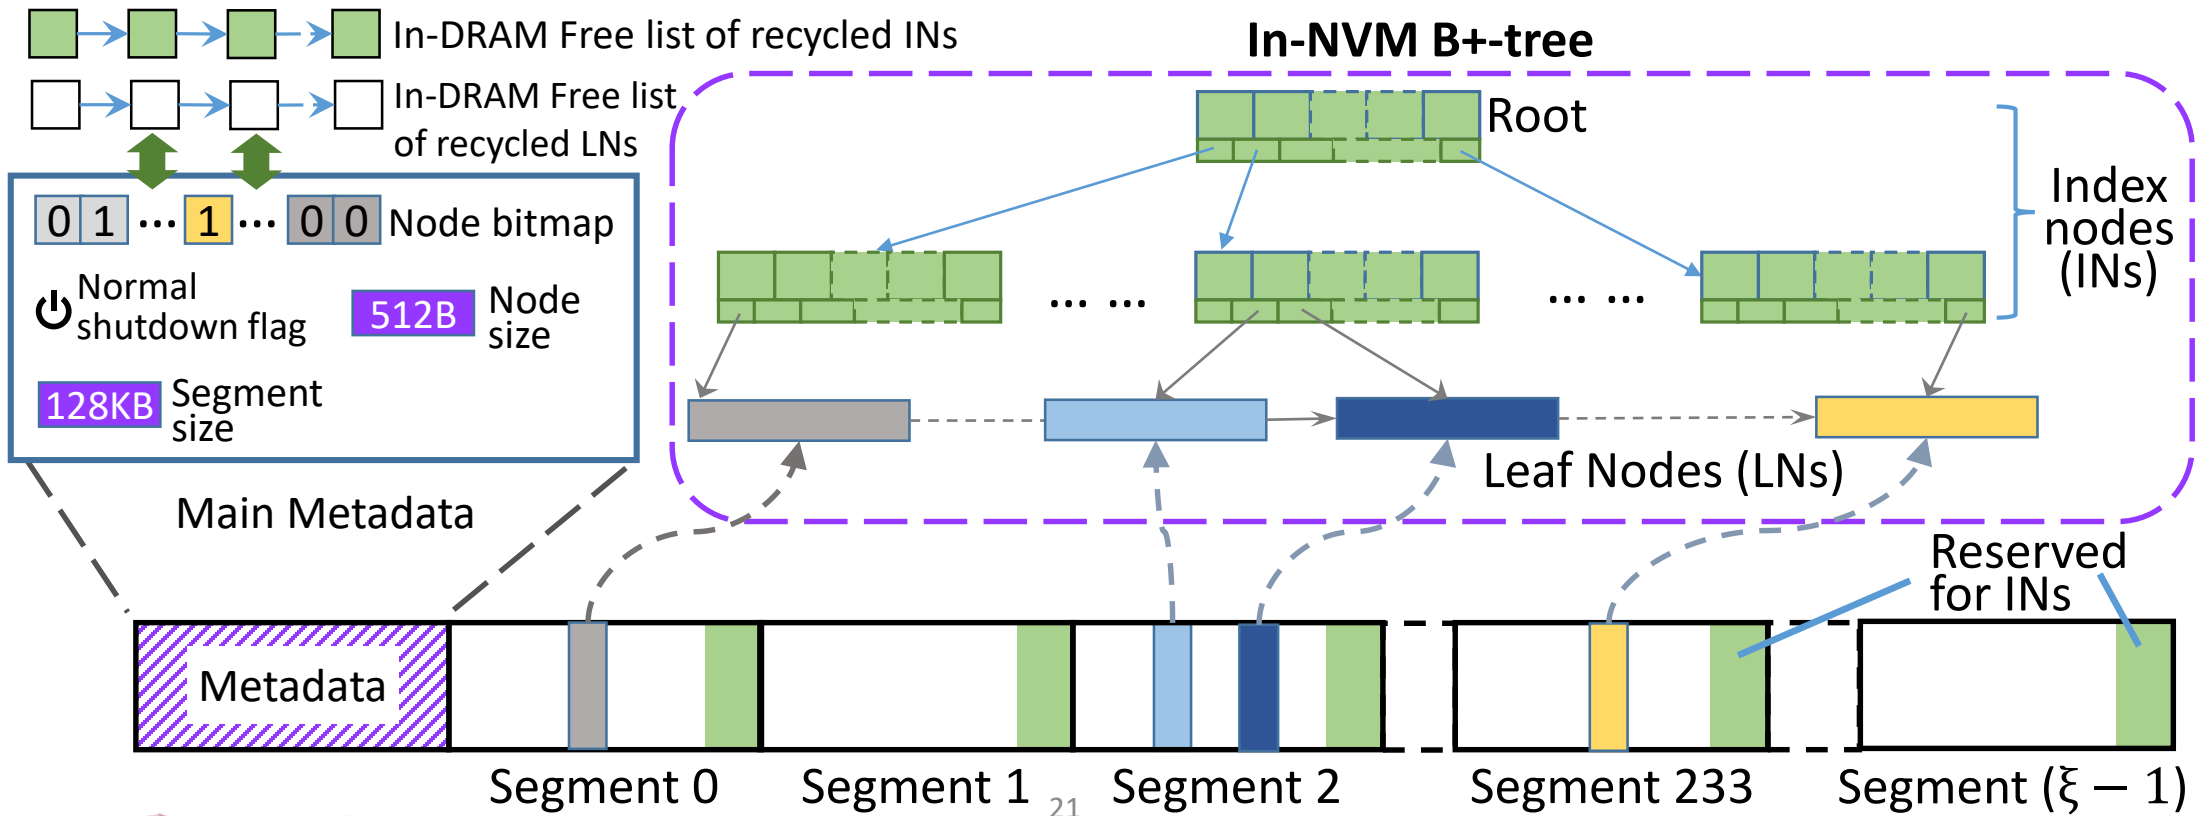 In-DRAM Free list of recycled INs
In-DRAM Free list
of recycled LNs
0 1 ... 1 ... 0 0 Node bitmap
Normal
shutdown flag
512B
Node
size
128KB
Segment
size
Main Metadata
In-NVM B+-tree
Root
Index
nodes
(INs)
... ...
... ...
Leaf Nodes (LNs)
Reserved
for INs
Metadata
Segment 0
Segment 1
Segment 2
Segment 233
Segment (ξ − 1)
21